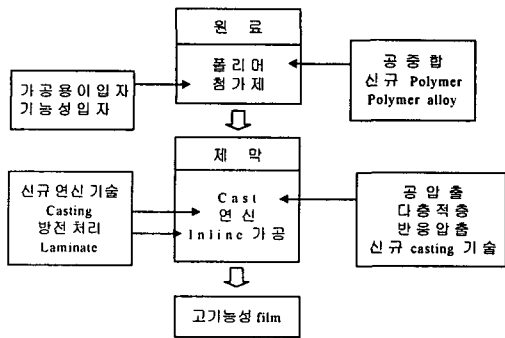 원 료
폴리머
첨가제
공 중 합
신규 Polymer
Polymer alloy
가공용이입자
기능성입자
제 막
Cast
연 신
Inline 가공
신규연신 기술
Casting
방전 처리
Laminate
공 압 출
다층적층
반응압출
신규 casting 기술
고기능성 film